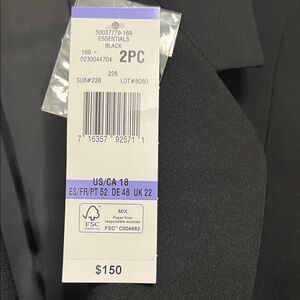 50037779-169
ESSENTIALS
BLACK
169 - 2PC
0230044704
228
SUB#228 LOT#6060
7 16357 92571 1
US/CA 18
ES/FR/PT 52 DE 48 UK 22
FSC
MIX
Paper from
responsible sources
FSC® C004883
$150